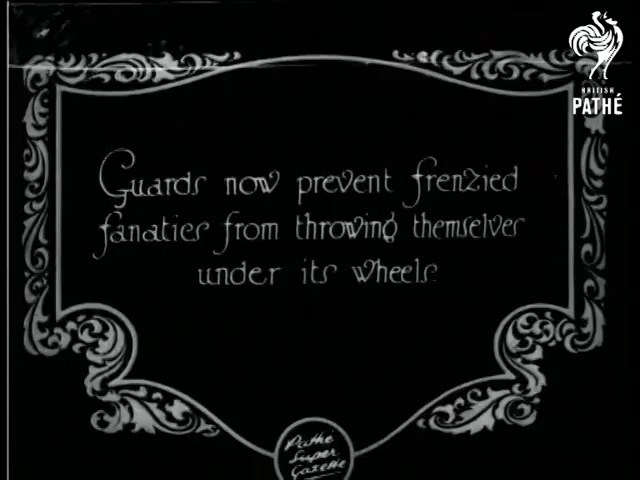 BRITISH
PATHÉ
Guards now prevent frenzied
fanatics from throwing themselves
under its wheels.
Pathé
Super
Gazette